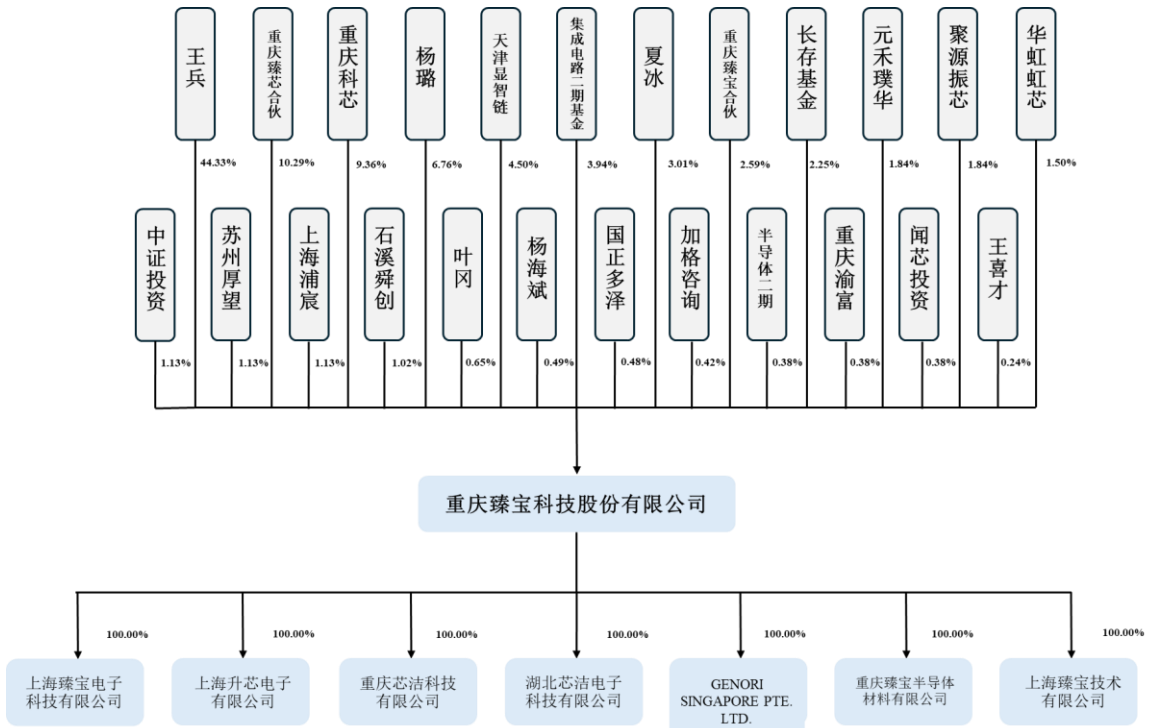 王兵
重庆臻芯合伙
重庆科芯
杨璐
天津显智链
集成电路二期基金
夏冰
重庆臻宝合伙
长存基金
元禾璞华
聚源振芯
华虹虹芯
44.33%
10.29%
9.36%
6.76%
4.50%
3.94%
3.01%
2.59%
2.25%
1.84%
1.84%
1.50%
中证投资
苏州厚望
上海浦宸
石溪舜创
叶冈
杨海斌
国正多泽
加格咨询
半导体二期
重庆渝富
闻芯投资
王喜才
1.13%
1.13%
1.13%
1.02%
0.65%
0.49%
0.48%
0.42%
0.38%
0.38%
0.38%
0.24%
重庆臻宝科技股份有限公司
100.00%
100.00%
100.00%
100.00%
100.00%
100.00%
100.00%
上海臻宝电子
科技有限公司
上海升芯电子
有限公司
重庆芯洁科技
有限公司
湖北芯洁电子
科技有限公司
GENORI
SINGAPORE PTE.
LTD.
重庆臻宝半导体
材料有限公司
上海臻宝技术
有限公司